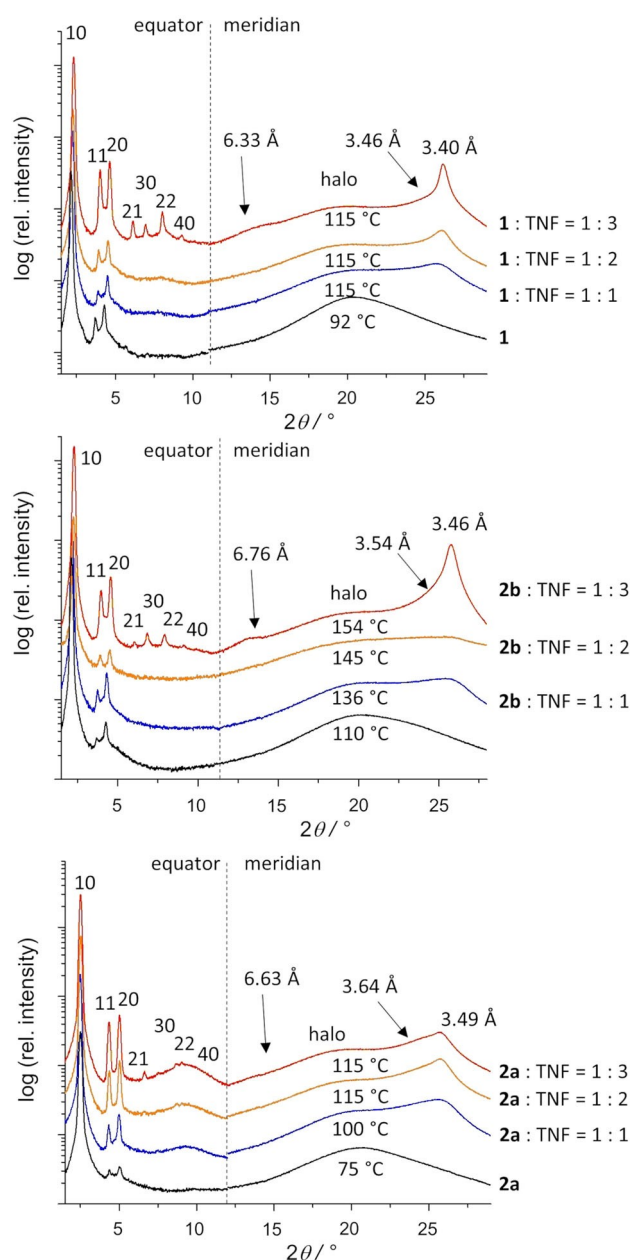 equator meridian
10
11 20
21 30 22 40
6.33 Å 3.46 Å 3.40 Å
halo
115 °C
115 °C
115 °C
92 °C
1 : TNF = 1 : 3
1 : TNF = 1 : 2
1 : TNF = 1 : 1
1
log (rel. intensity)
5 10 15 20 25
2θ / °
equator meridian
10
11 20
21 30 22 40
6.76 Å 3.54 Å 3.46 Å
halo
154 °C
145 °C
136 °C
110 °C
2b : TNF = 1 : 3
2b : TNF = 1 : 2
2b : TNF = 1 : 1
log (rel. intensity)
5 10 15 20 25
2θ / °
equator meridian
10
11 20
21 30 22 40
6.63 Å 3.64 Å 3.49 Å
halo
115 °C
115 °C
100 °C
75 °C
2a : TNF = 1 : 3
2a : TNF = 1 : 2
2a : TNF = 1 : 1
2a
log (rel. intensity)
5 10 15 20 25
2θ / °